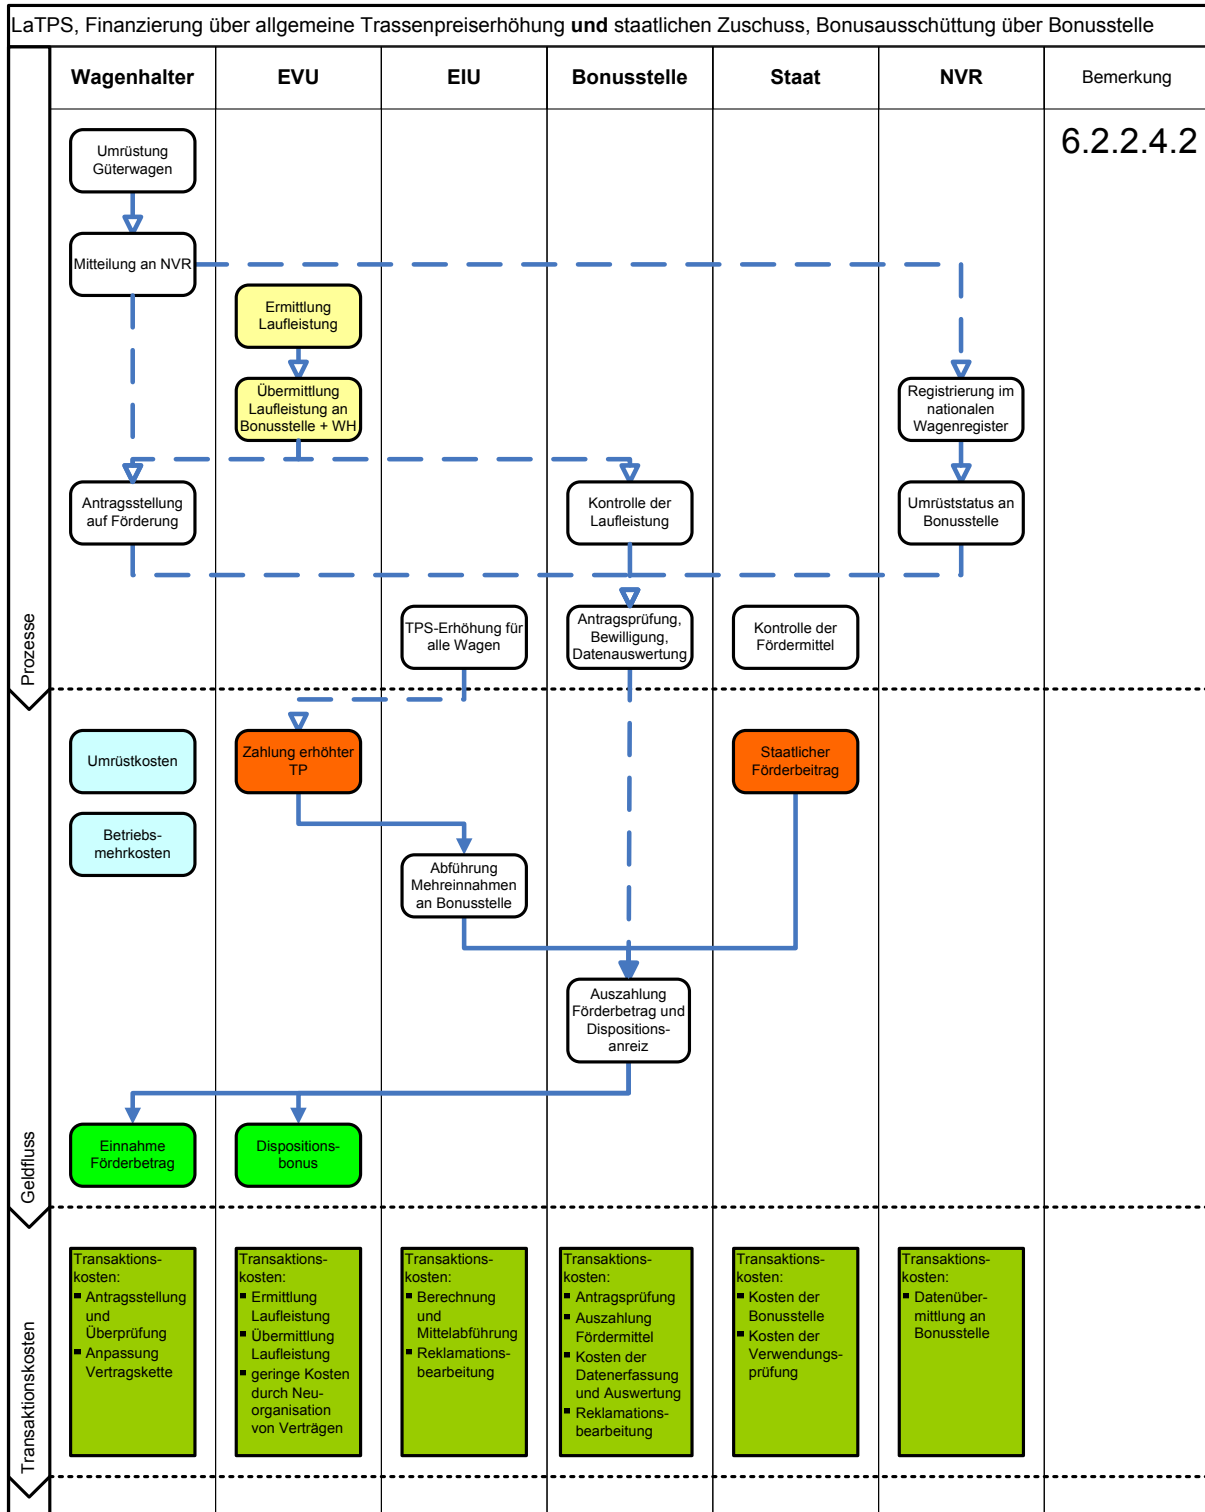 LaTPS, Finanzierung über allgemeine Trassenpreiserhöhung und staatlichen Zuschuss, Bonusausschüttung über Bonusstelle
Wagenhalter
EVU
EIU
Bonusstelle
Staat
NVR
Bemerkung
6.2.2.4.2
Prozesse
Umrüstung
Güterwagen
Mitteilung an NVR
Ermittlung
Laufleistung
Übermittlung
Laufleistung an
Bonusstelle + WH
Registrierung im
nationalen
Wagenregister
Antragsstellung
auf Förderung
Kontrolle der
Laufleistung
Umrüststatus an
Bonusstelle
TPS-Erhöhung für
alle Wagen
Antragsprüfung,
Bewilligung,
Datenauswertung
Kontrolle der
Fördermittel
Geldfluss
Umrüstkosten
Zahlung erhöhter
TP
Staatlicher
Förderbeitrag
Betriebs-
mehrkosten
Abführung
Mehreinnahmen
an Bonusstelle
Auszahlung
Förderbetrag und
Dispositions-
anreiz
Einnahme
Förderbetrag
Dispositions-
bonus
Transaktionskosten
Transaktions-
kosten:
▪ Antragsstellung
und
Überprüfung
▪ Anpassung
Vertragskette
Transaktions-
kosten:
▪ Ermittlung
Laufleistung
▪ Übermittlung
Laufleistung
▪ geringe Kosten
durch Neu-
organisation
von Verträgen
Transaktions-
kosten:
▪ Berechnung
und
Mittelabführung
▪ Reklamations-
bearbeitung
Transaktions-
kosten:
▪ Antragsprüfung
▪ Auszahlung
Fördermittel
▪ Kosten der
Datenerfassung
und Auswertung
▪ Reklamations-
bearbeitung
Transaktions-
kosten:
▪ Kosten der
Bonusstelle
▪ Kosten der
Verwendungs-
prüfung
Transaktions-
kosten:
▪ Datenüber-
mittlung an
Bonusstelle